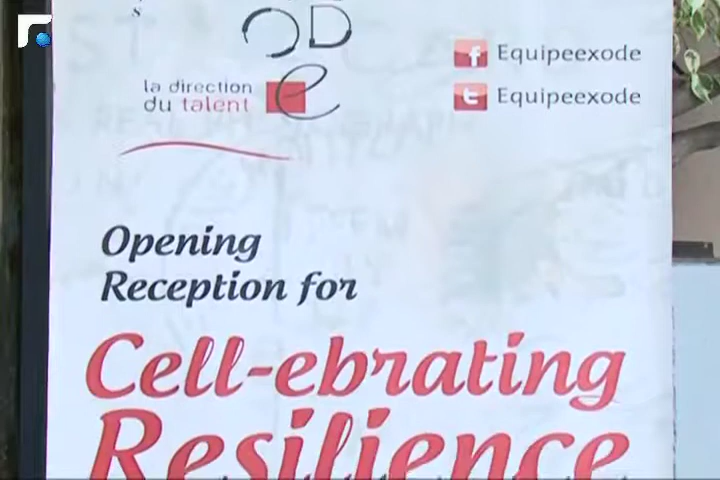 s
OD
e
la direction
du talent
Equipeexode
Equipeexode
Opening
Reception for
Cell-ebrating
Resilience